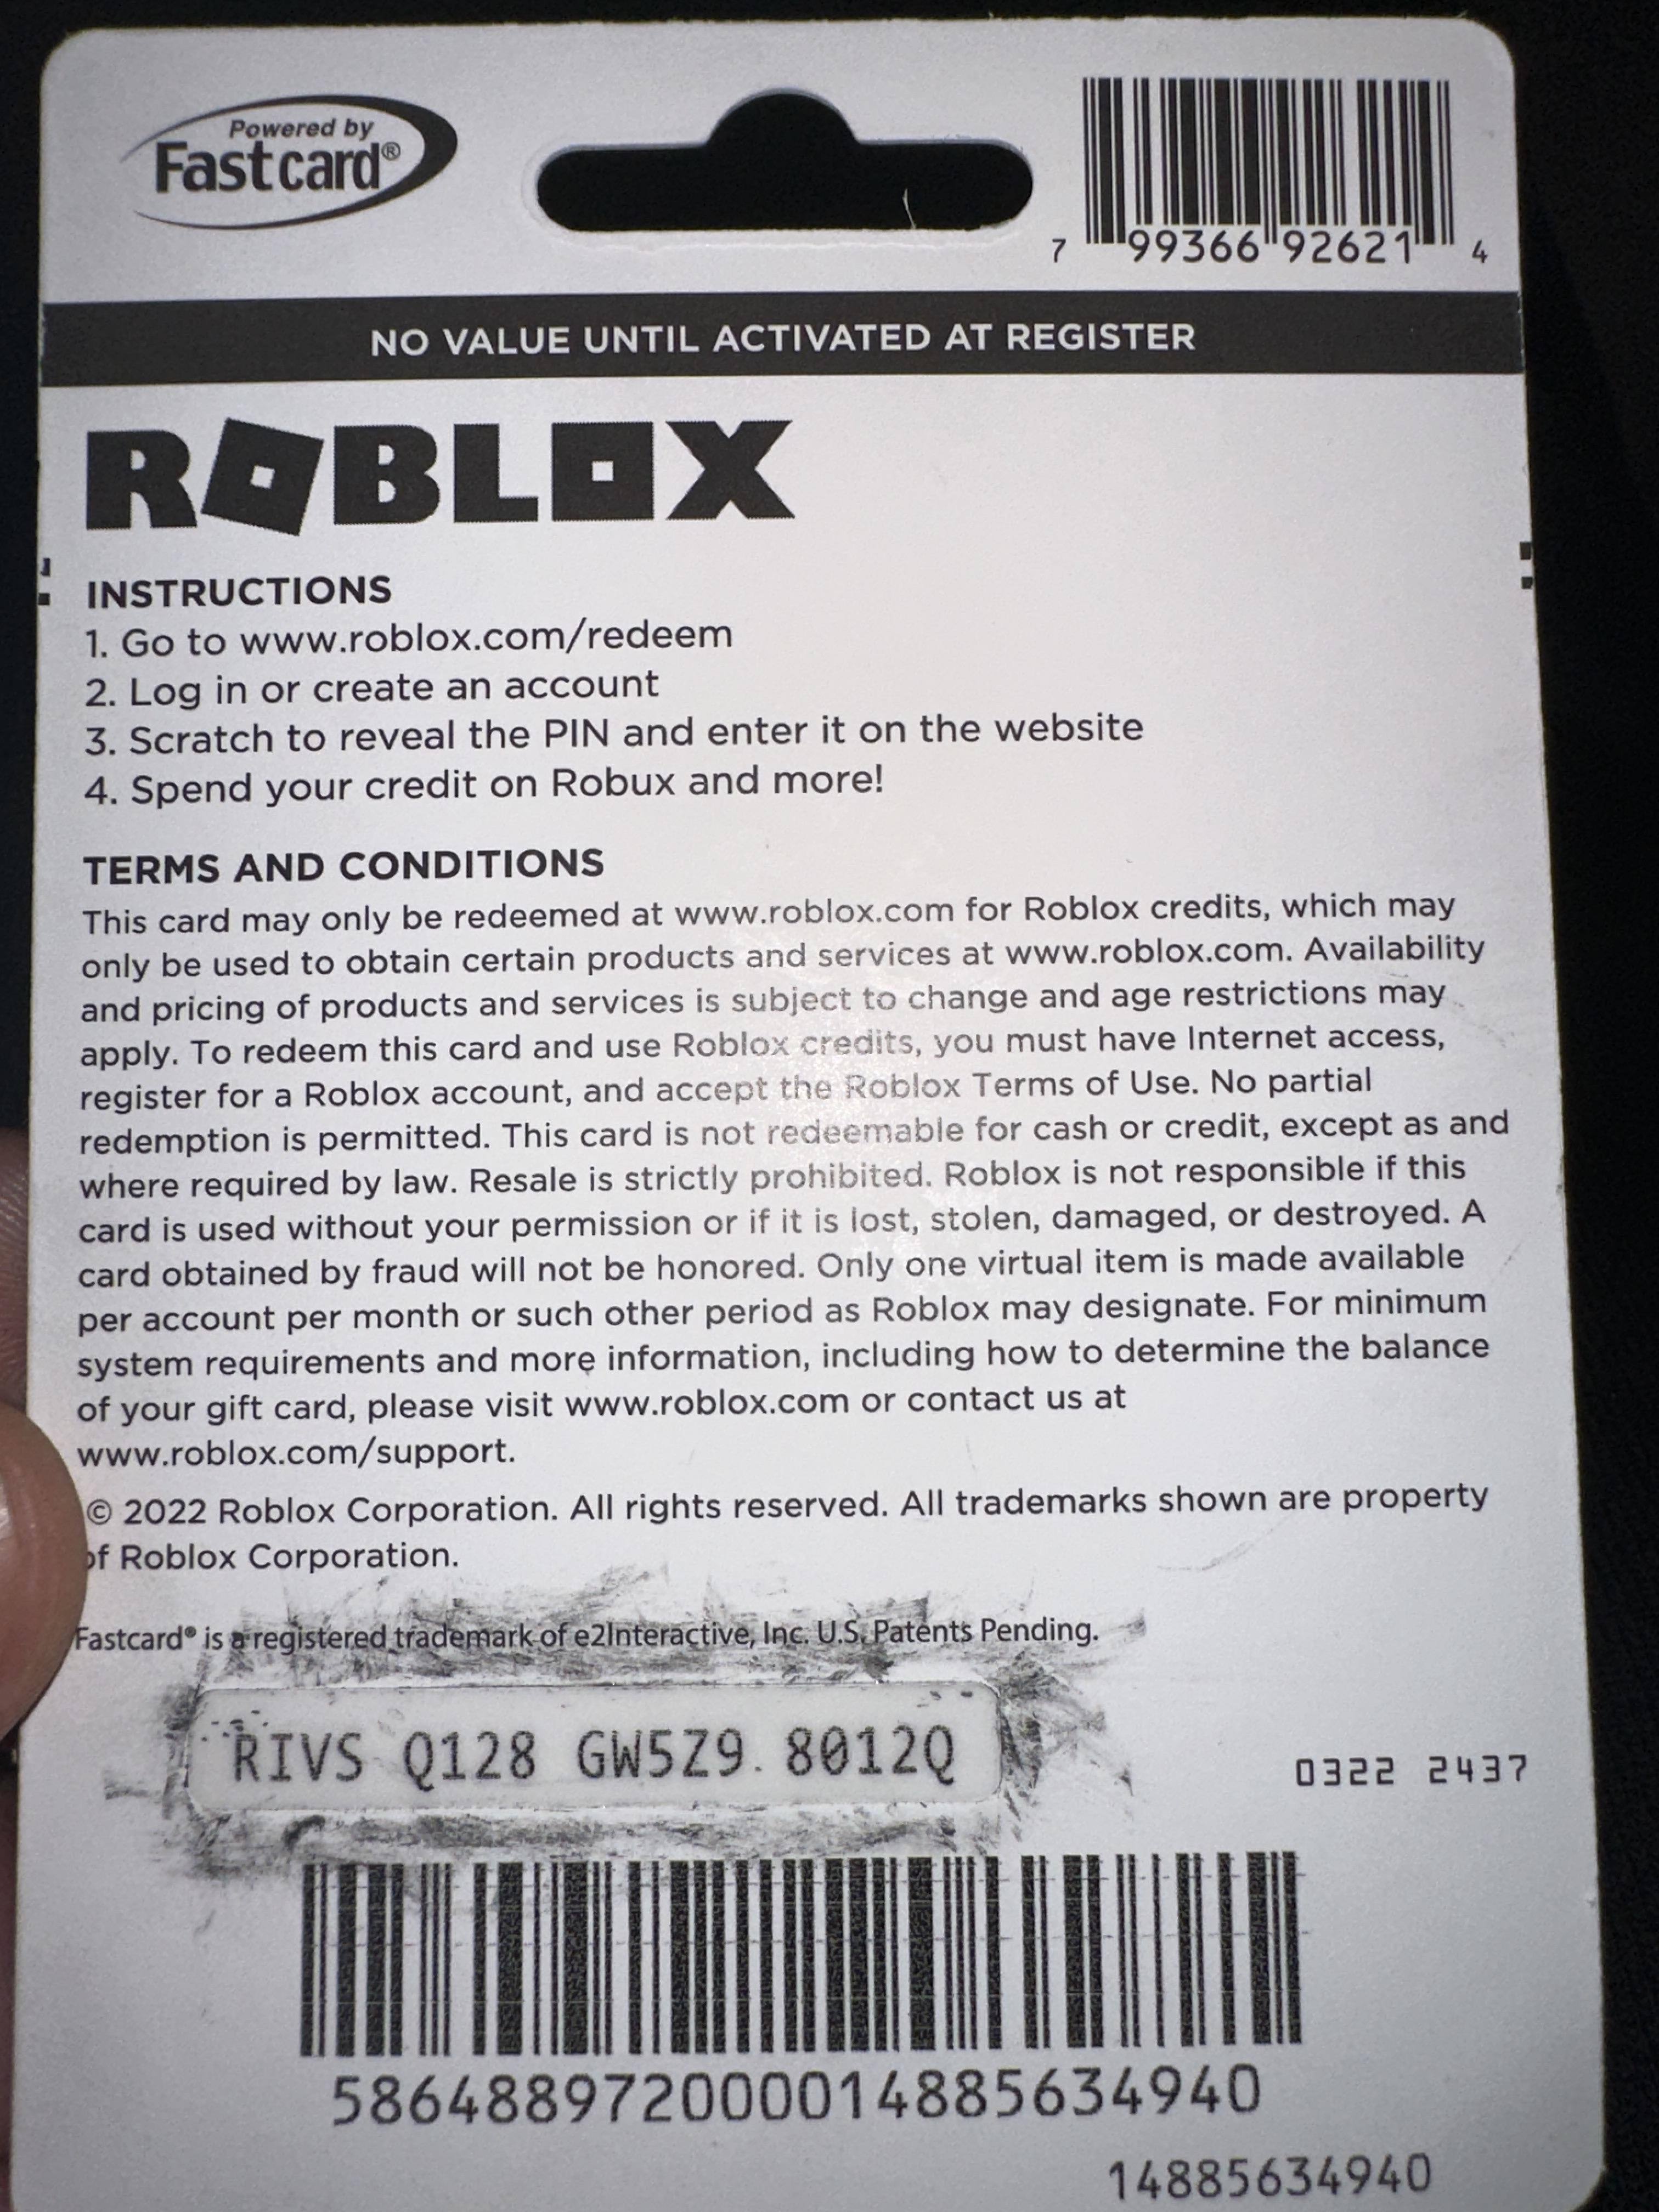 Powered by
Fastcard®
7 99366 92621 4
NO VALUE UNTIL ACTIVATED AT REGISTER
ROBLOX
INSTRUCTIONS
1. Go to www.roblox.com/redeem
2. Log in or create an account
3. Scratch to reveal the PIN and enter it on the website
4. Spend your credit on Robux and more!
TERMS AND CONDITIONS
This card may only be redeemed at www.roblox.com for Roblox credits, which may
only be used to obtain certain products and services at www.roblox.com. Availability
and pricing of products and services is subject to change and age restrictions may
apply. To redeem this card and use Roblox credits, you must have Internet access,
register for a Roblox account, and accept the Roblox Terms of Use. No partial
redemption is permitted. This card is not redeemable for cash or credit, except as and
where required by law. Resale is strictly prohibited. Roblox is not responsible if this
card is used without your permission or if it is lost, stolen, damaged, or destroyed. A
card obtained by fraud will not be honored. Only one virtual item is made available
per account per month or such other period as Roblox may designate. For minimum
system requirements and more information, including how to determine the balance
of your gift card, please visit www.roblox.com or contact us at
www.roblox.com/support.
© 2022 Roblox Corporation. All rights reserved. All trademarks shown are property
of Roblox Corporation.
Fastcard® is a registered trademark of e2Interactive, Inc. U.S. Patents Pending.
RIVS Q128 GW5Z9. 8012Q
0322 2437
586488972000014885634940
14885634940